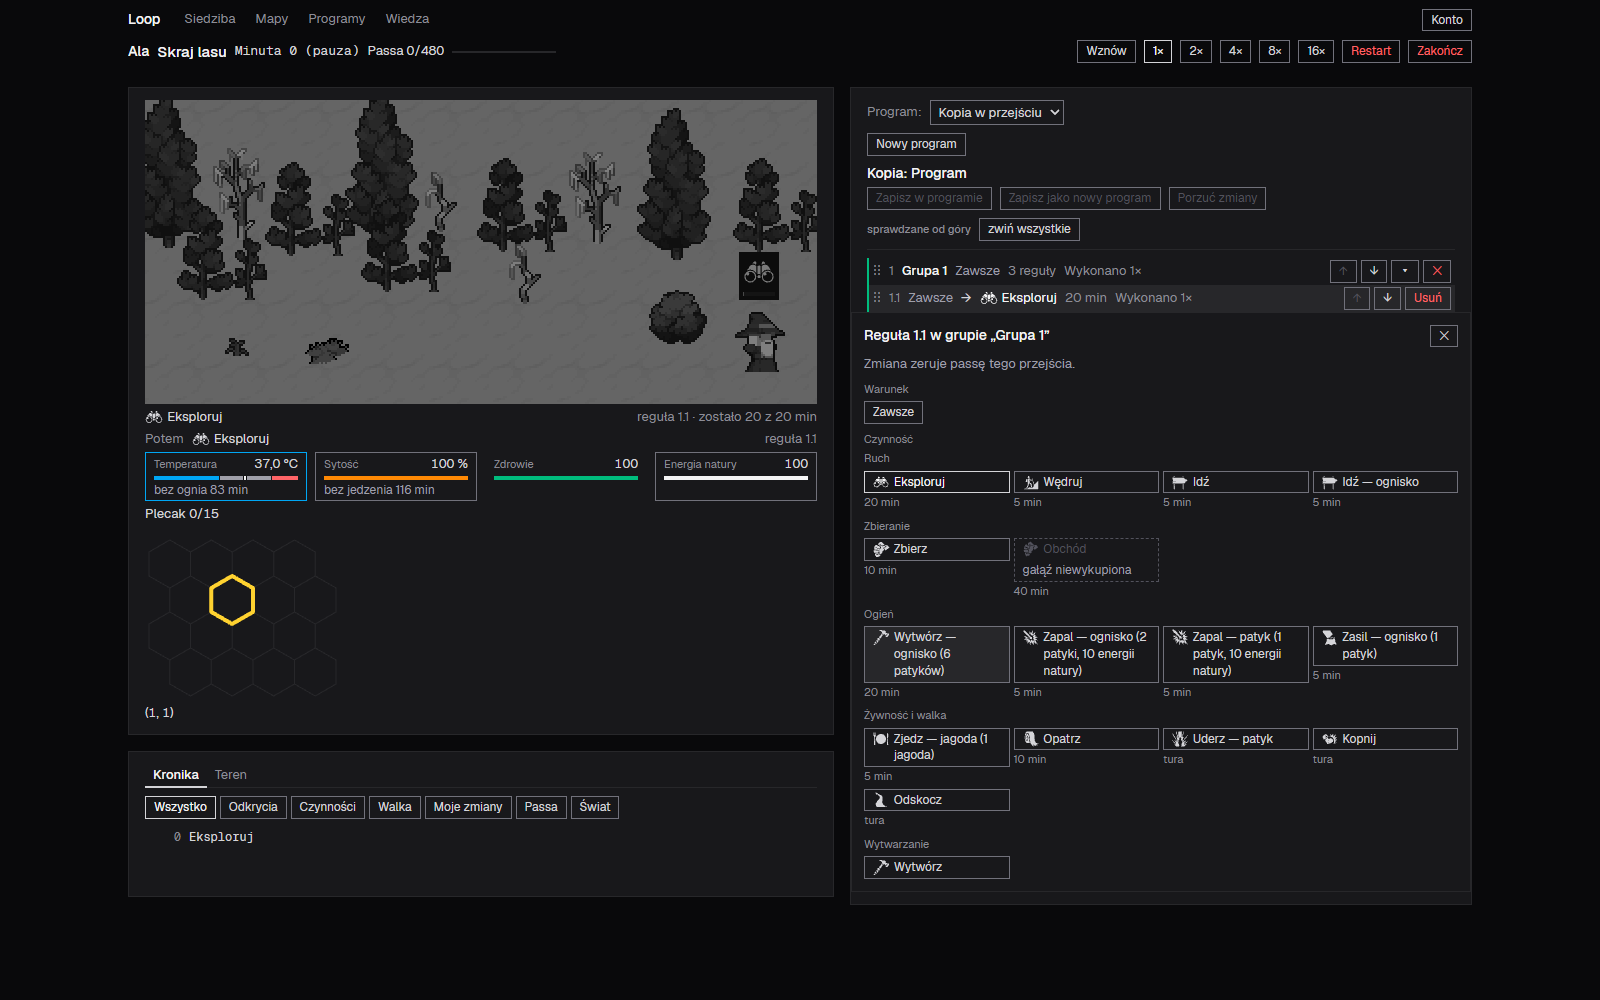 Loop Siedziba Mapy Programy Wiedza Konto
Ala Skraj lasu Minuta 0 (pauza) Passa 0/480 Wznów 1× 2× 4× 8× 16× Restart Zakończ
Program: Kopia w przejściu
Nowy program
Kopia: Program
Zapisz w programie Zapisz jako nowy program Porzuć zmiany
sprawdzane od góry zwiń wszystkie
1 Grupa 1 Zawsze 3 reguły Wykonano 1×
1.1 Zawsze → Eksploruj 20 min Wykonano 1× Usuń
Reguła 1.1 w grupie „Grupa 1”
Zmiana zeruje passę tego przejścia.
Warunek
Zawsze
Czynność
Ruch
Eksploruj Wędruj Idź Idź — ognisko
20 min 5 min 5 min 5 min
Zbieranie
Zbierz Obchód
gałąź niewykupiona
10 min
40 min
Ogień
Wytwórz — Zapal — ognisko (2 Zapal — patyk (1 Zasil — ognisko (1
ognisko (6 patyki, 10 energii patyk, 10 energii patyk)
patyków) natury) natury)
20 min 5 min 5 min 5 min
Żywność i walka
Zjedz — jagoda (1 Opatrz Uderz — patyk Kopnij
jagoda) 10 min tura tura
5 min
Odskocz
tura
Wytwarzanie
Wytwórz
Eksploruj reguła 1.1 · zostało 20 z 20 min
Potem Eksploruj reguła 1.1
Temperatura 37,0 °C Sytość 100 % Zdrowie 100 Energia natury 100
bez ognia 83 min bez jedzenia 116 min
Plecak 0/15
(1, 1)
Kronika Teren
Wszystko Odkrycia Czynności Walka Moje zmiany Passa Świat
0 Eksploruj